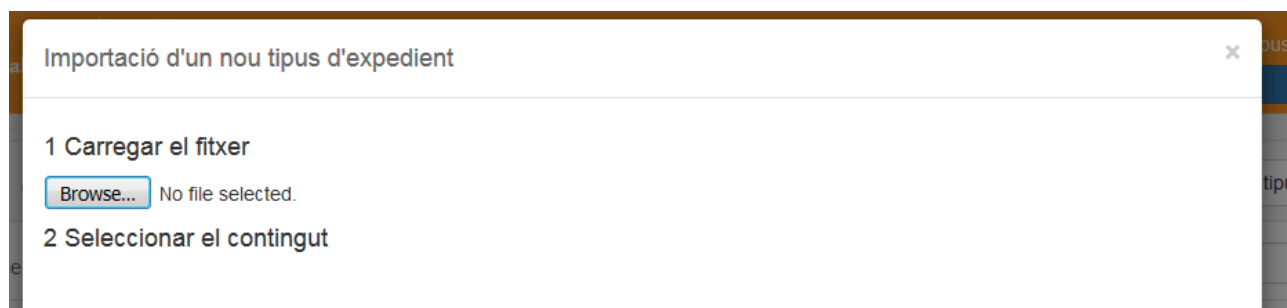 Importació d'un nou tipus d'expedient
×
1 Carregar el fitxer
Browse... No file selected.
2 Seleccionar el contingut